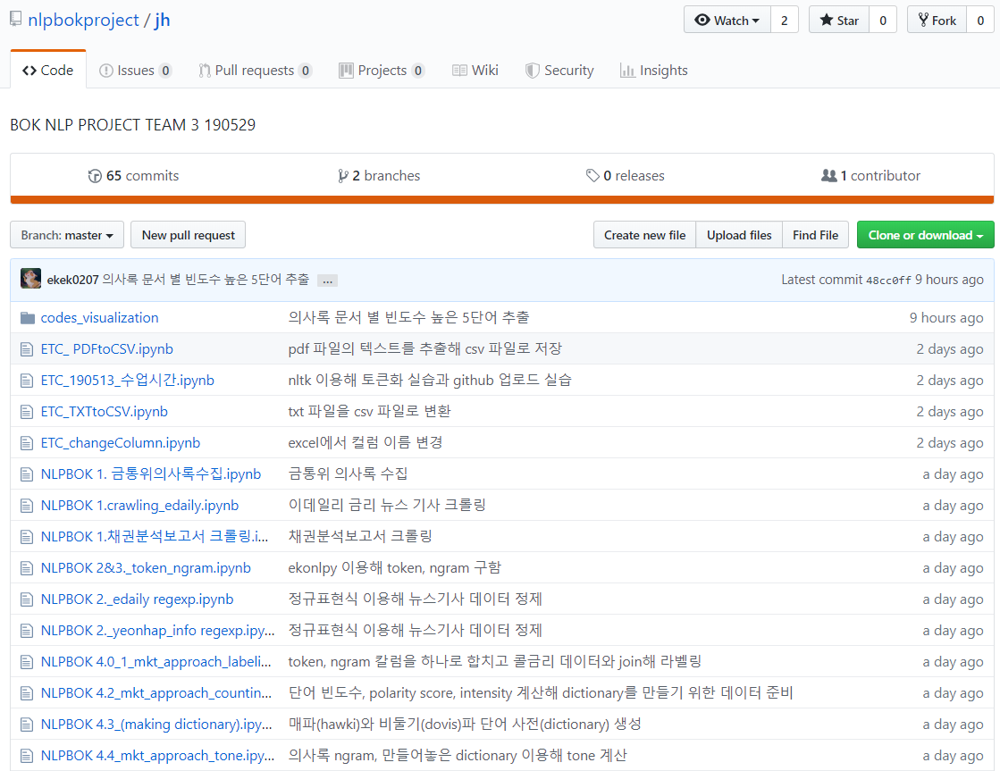 nlpbokproject / jh
Watch 2 Star 0 Fork 0
Code Issues 0 Pull requests 0 Projects 0 Wiki Security Insights
BOK NLP PROJECT TEAM 3 190529
65 commits 2 branches 0 releases 1 contributor
Branch: master New pull request Create new file Upload files Find File Clone or download
ekek0207 의사록 문서 별 빈도수 높은 5단어 추출 ... Latest commit 48cc0ff 9 hours ago
codes_visualization 의사록 문서 별 빈도수 높은 5단어 추출 9 hours ago
ETC_ PDFtoCSV.ipynb pdf 파일의 텍스트를 추출해 csv 파일로 저장 2 days ago
ETC_190513_수업시간.ipynb nltk 이용해 토큰화 실습과 github 업로드 실습 2 days ago
ETC_TXTtoCSV.ipynb txt 파일을 csv 파일로 변환 2 days ago
ETC_changeColumn.ipynb excel에서 컬럼 이름 변경 2 days ago
NLPBOK 1. 금통위의사록수집.ipynb 금통위 의사록 수집 a day ago
NLPBOK 1.crawling_edaily.ipynb 이데일리 금리 뉴스 기사 크롤링 a day ago
NLPBOK 1.채권분석보고서 크롤링.i... 채권분석보고서 크롤링 a day ago
NLPBOK 2&3._token_ngram.ipynb ekonlpy 이용해 token, ngram 구함 a day ago
NLPBOK 2._edaily regexp.ipynb 정규표현식 이용해 뉴스기사 데이터 정제 a day ago
NLPBOK 2._yeonhap_info regexp.ipy... 정규표현식 이용해 뉴스기사 데이터 정제 a day ago
NLPBOK 4.0_1_mkt_approach_labeli... token, ngram 칼럼을 하나로 합치고 콜금리 데이터와 join해 라벨링 a day ago
NLPBOK 4.2_mkt_approach_countin... 단어 빈도수, polarity score, intensity 계산해 dictionary를 만들기 위한 데이터 준비 a day ago
NLPBOK 4.3_(making dictionary).ipy... 매파(hawki)와 비둘기(dovis)파 단어 사전(dictionary) 생성 a day ago
NLPBOK 4.4_mkt_approach_tone.ipy... 의사록 ngram, 만들어놓은 dictionary 이용해 tone 계산 a day ago